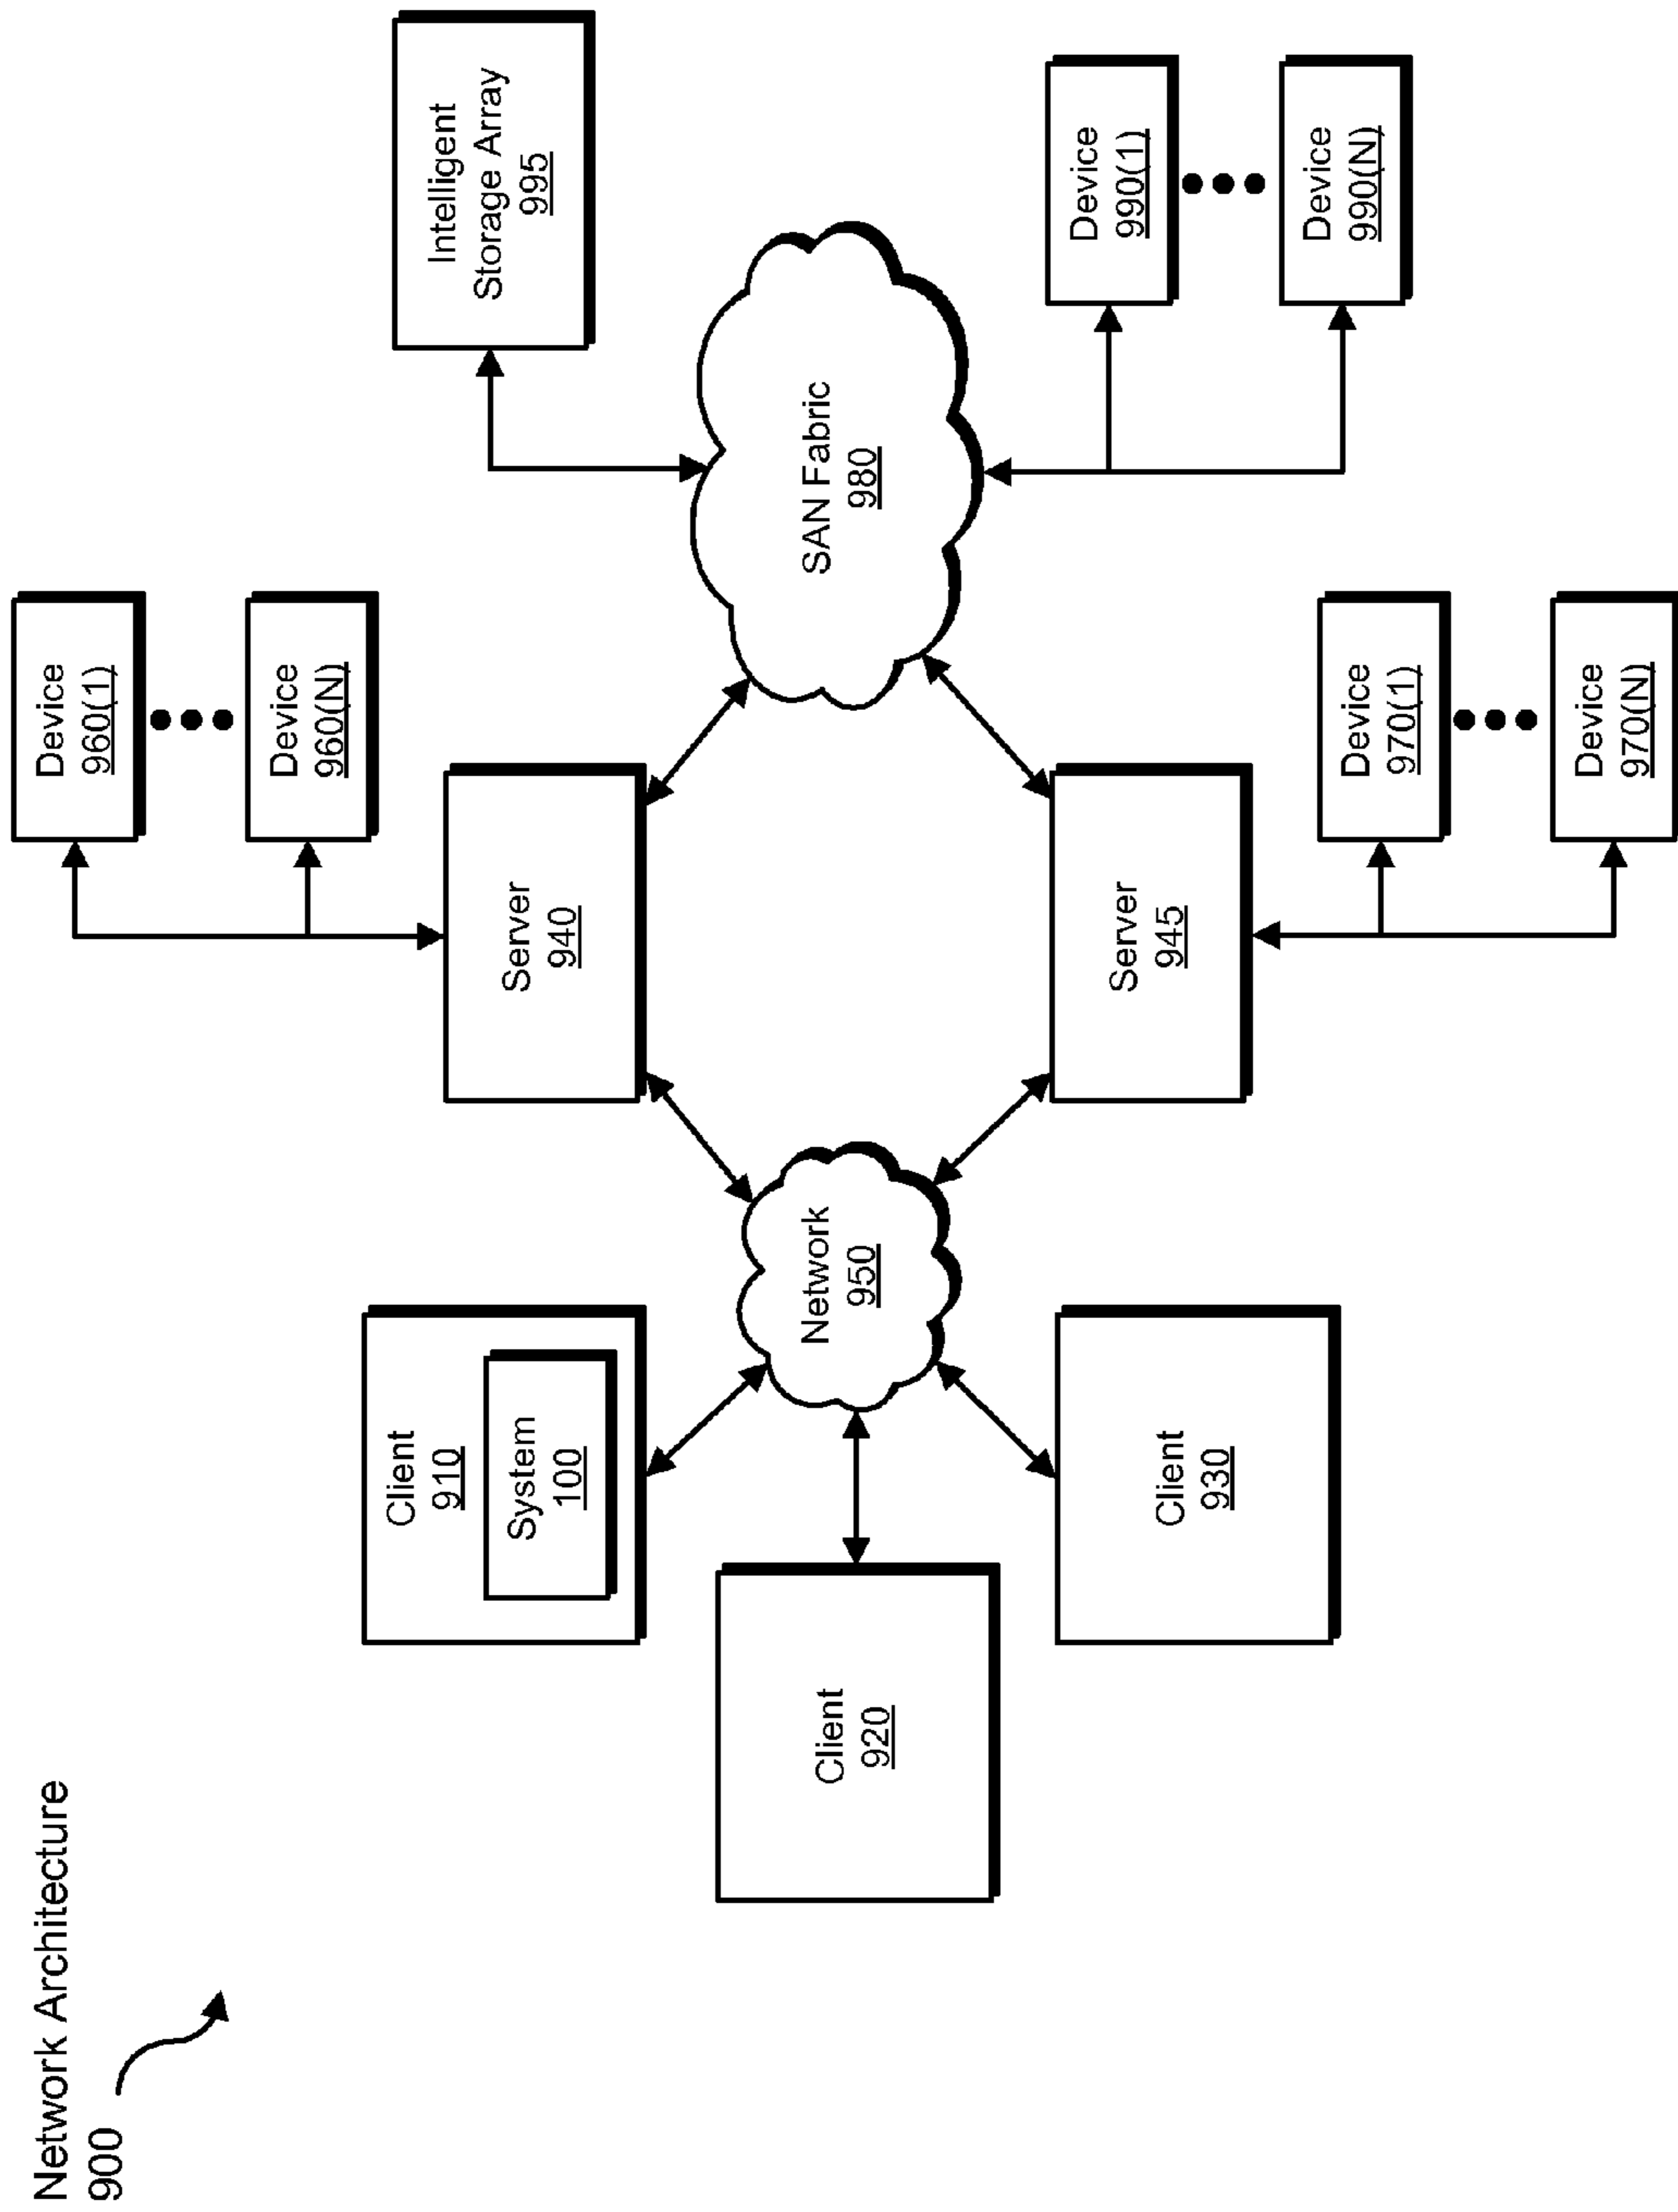 Network Architecture
900
Client
910
System
100
Client
920
Client
930
Network
950
Server
940
Server
945
Device
960(1)
Device
960(N)
Device
970(1)
Device
970(N)
SAN Fabric
980
Intelligent
Storage Array
995
Device
990(1)
Device
990(N)